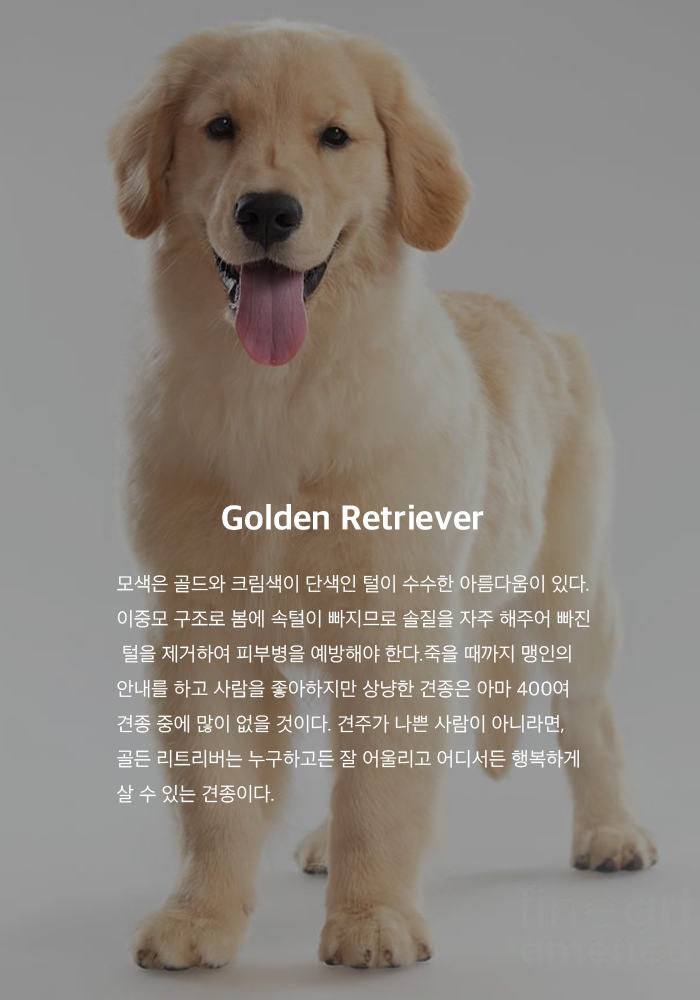 Golden Retriever
모색은 골드와 크림색이 단색인 털이 수수한 아름다움이 있다.
이중모 구조로 봄에 속털이 빠지므로 솔질을 자주 해주어 빠진
털을 제거하여 피부병을 예방해야 한다.죽을 때까지 맹인의
안내를 하고 사람을 좋아하지만 상냥한 견종은 아마 400여
견종 중에 많이 없을 것이다. 견주가 나쁜 사람이 아니라면,
골든 리트리버는 누구하고든 잘 어울리고 어디서든 행복하게
살 수 있는 견종이다.
fine art
america